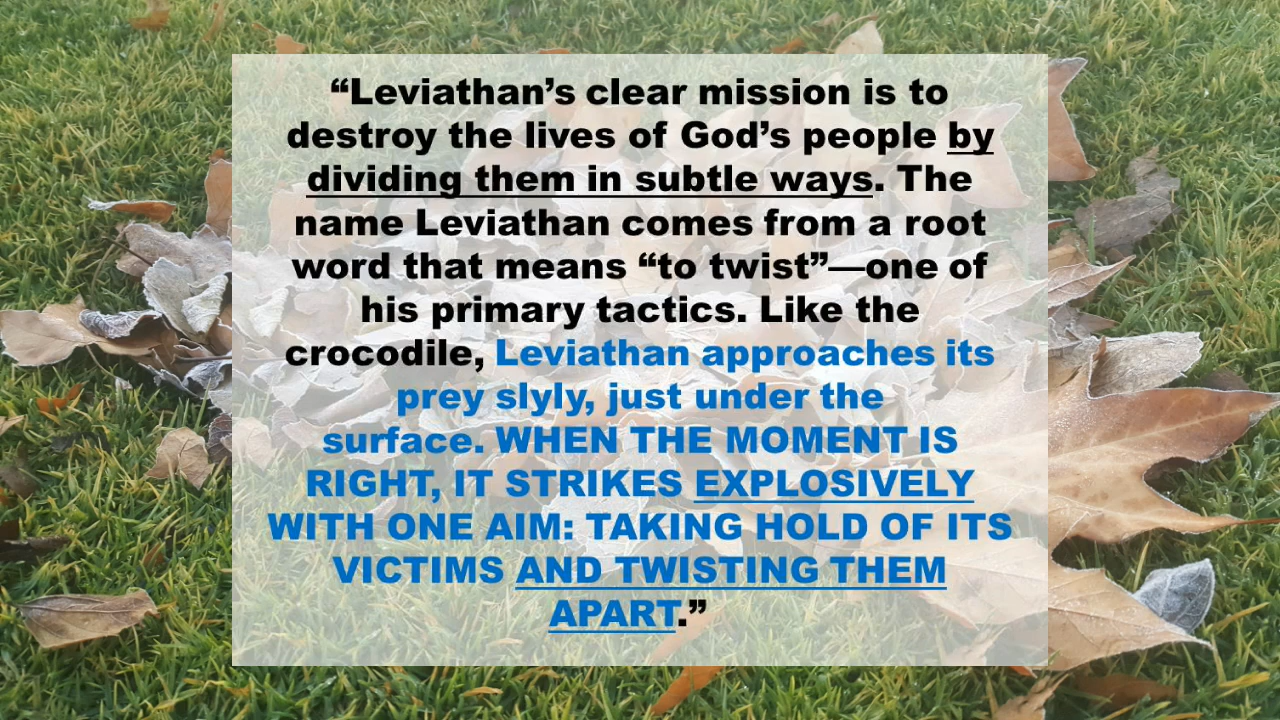 “Leviathan’s clear mission is to
destroy the lives of God’s people by
dividing them in subtle ways. The
name Leviathan comes from a root
word that means “to twist”—one of
his primary tactics. Like the
crocodile, Leviathan approaches its
prey slyly, just under the
surface. WHEN THE MOMENT IS
RIGHT, IT STRIKES EXPLOSIVELY
WITH ONE AIM: TAKING HOLD OF ITS
VICTIMS AND TWISTING THEM
APART.”